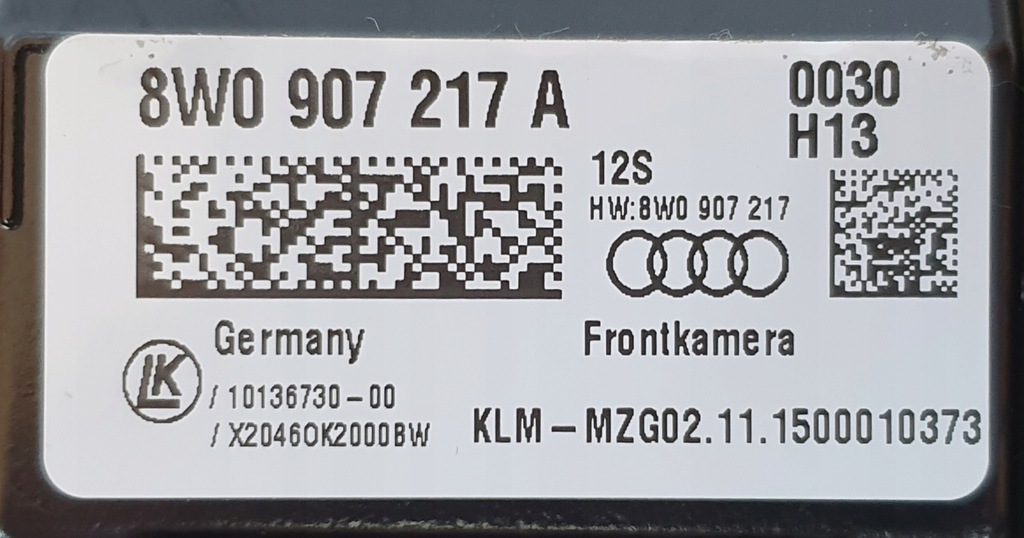 8W0 907 217 A
0030
H13
12S
HW:8W0 907 217
Germany
Frontkamera
LK
/ 10136730-00
/ X2046OK2000BW
KLM-MZG02.11.1500010373